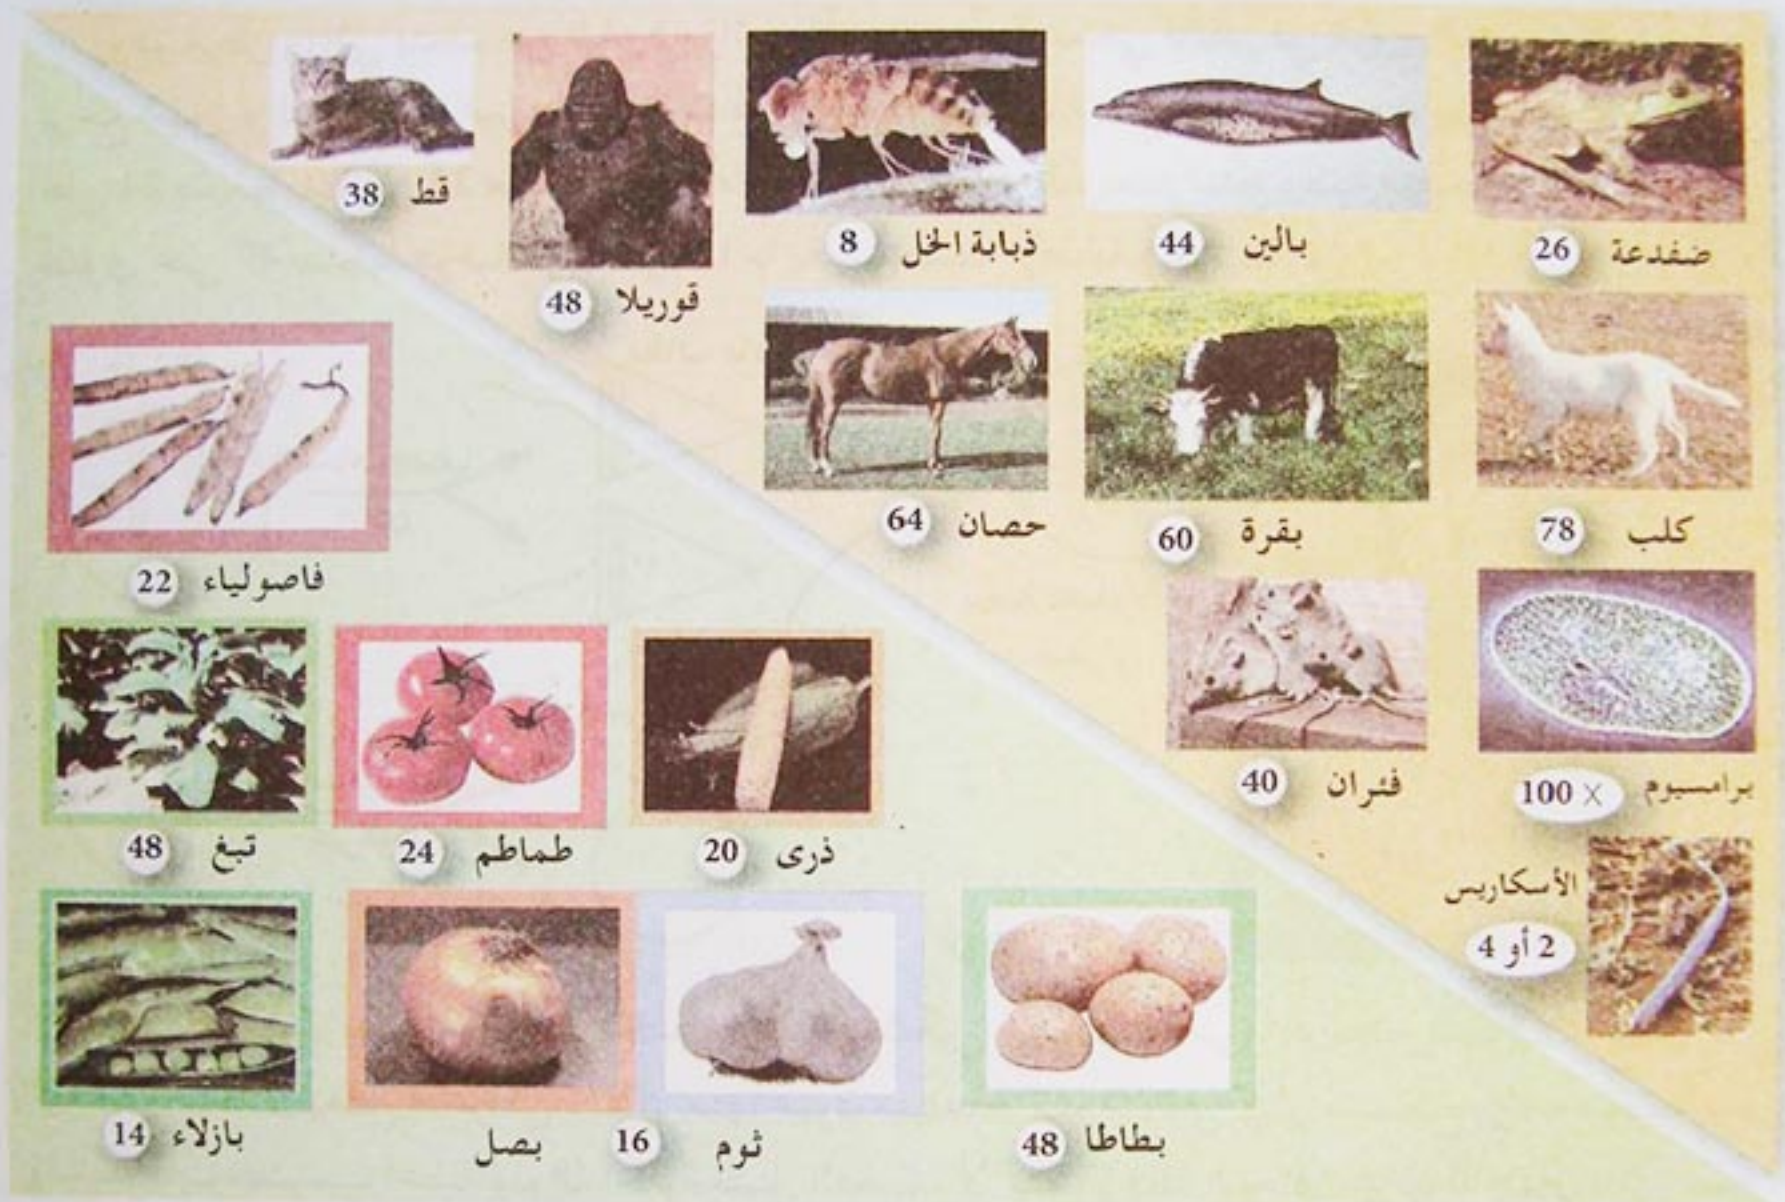 ضفدعة 26
بالين 44
ذبابة الخل 8
قوريلا 48
قط 38
كلب 78
بقرة 60
حصان 64
فاصولياء 22
برامسيوم 100 ×
فئران 40
ذرى 20
طماطم 24
تبغ 48
الأسكاريس
2 أو 4
بطاطا 48
ثوم 16 بصل
بازلاء 14